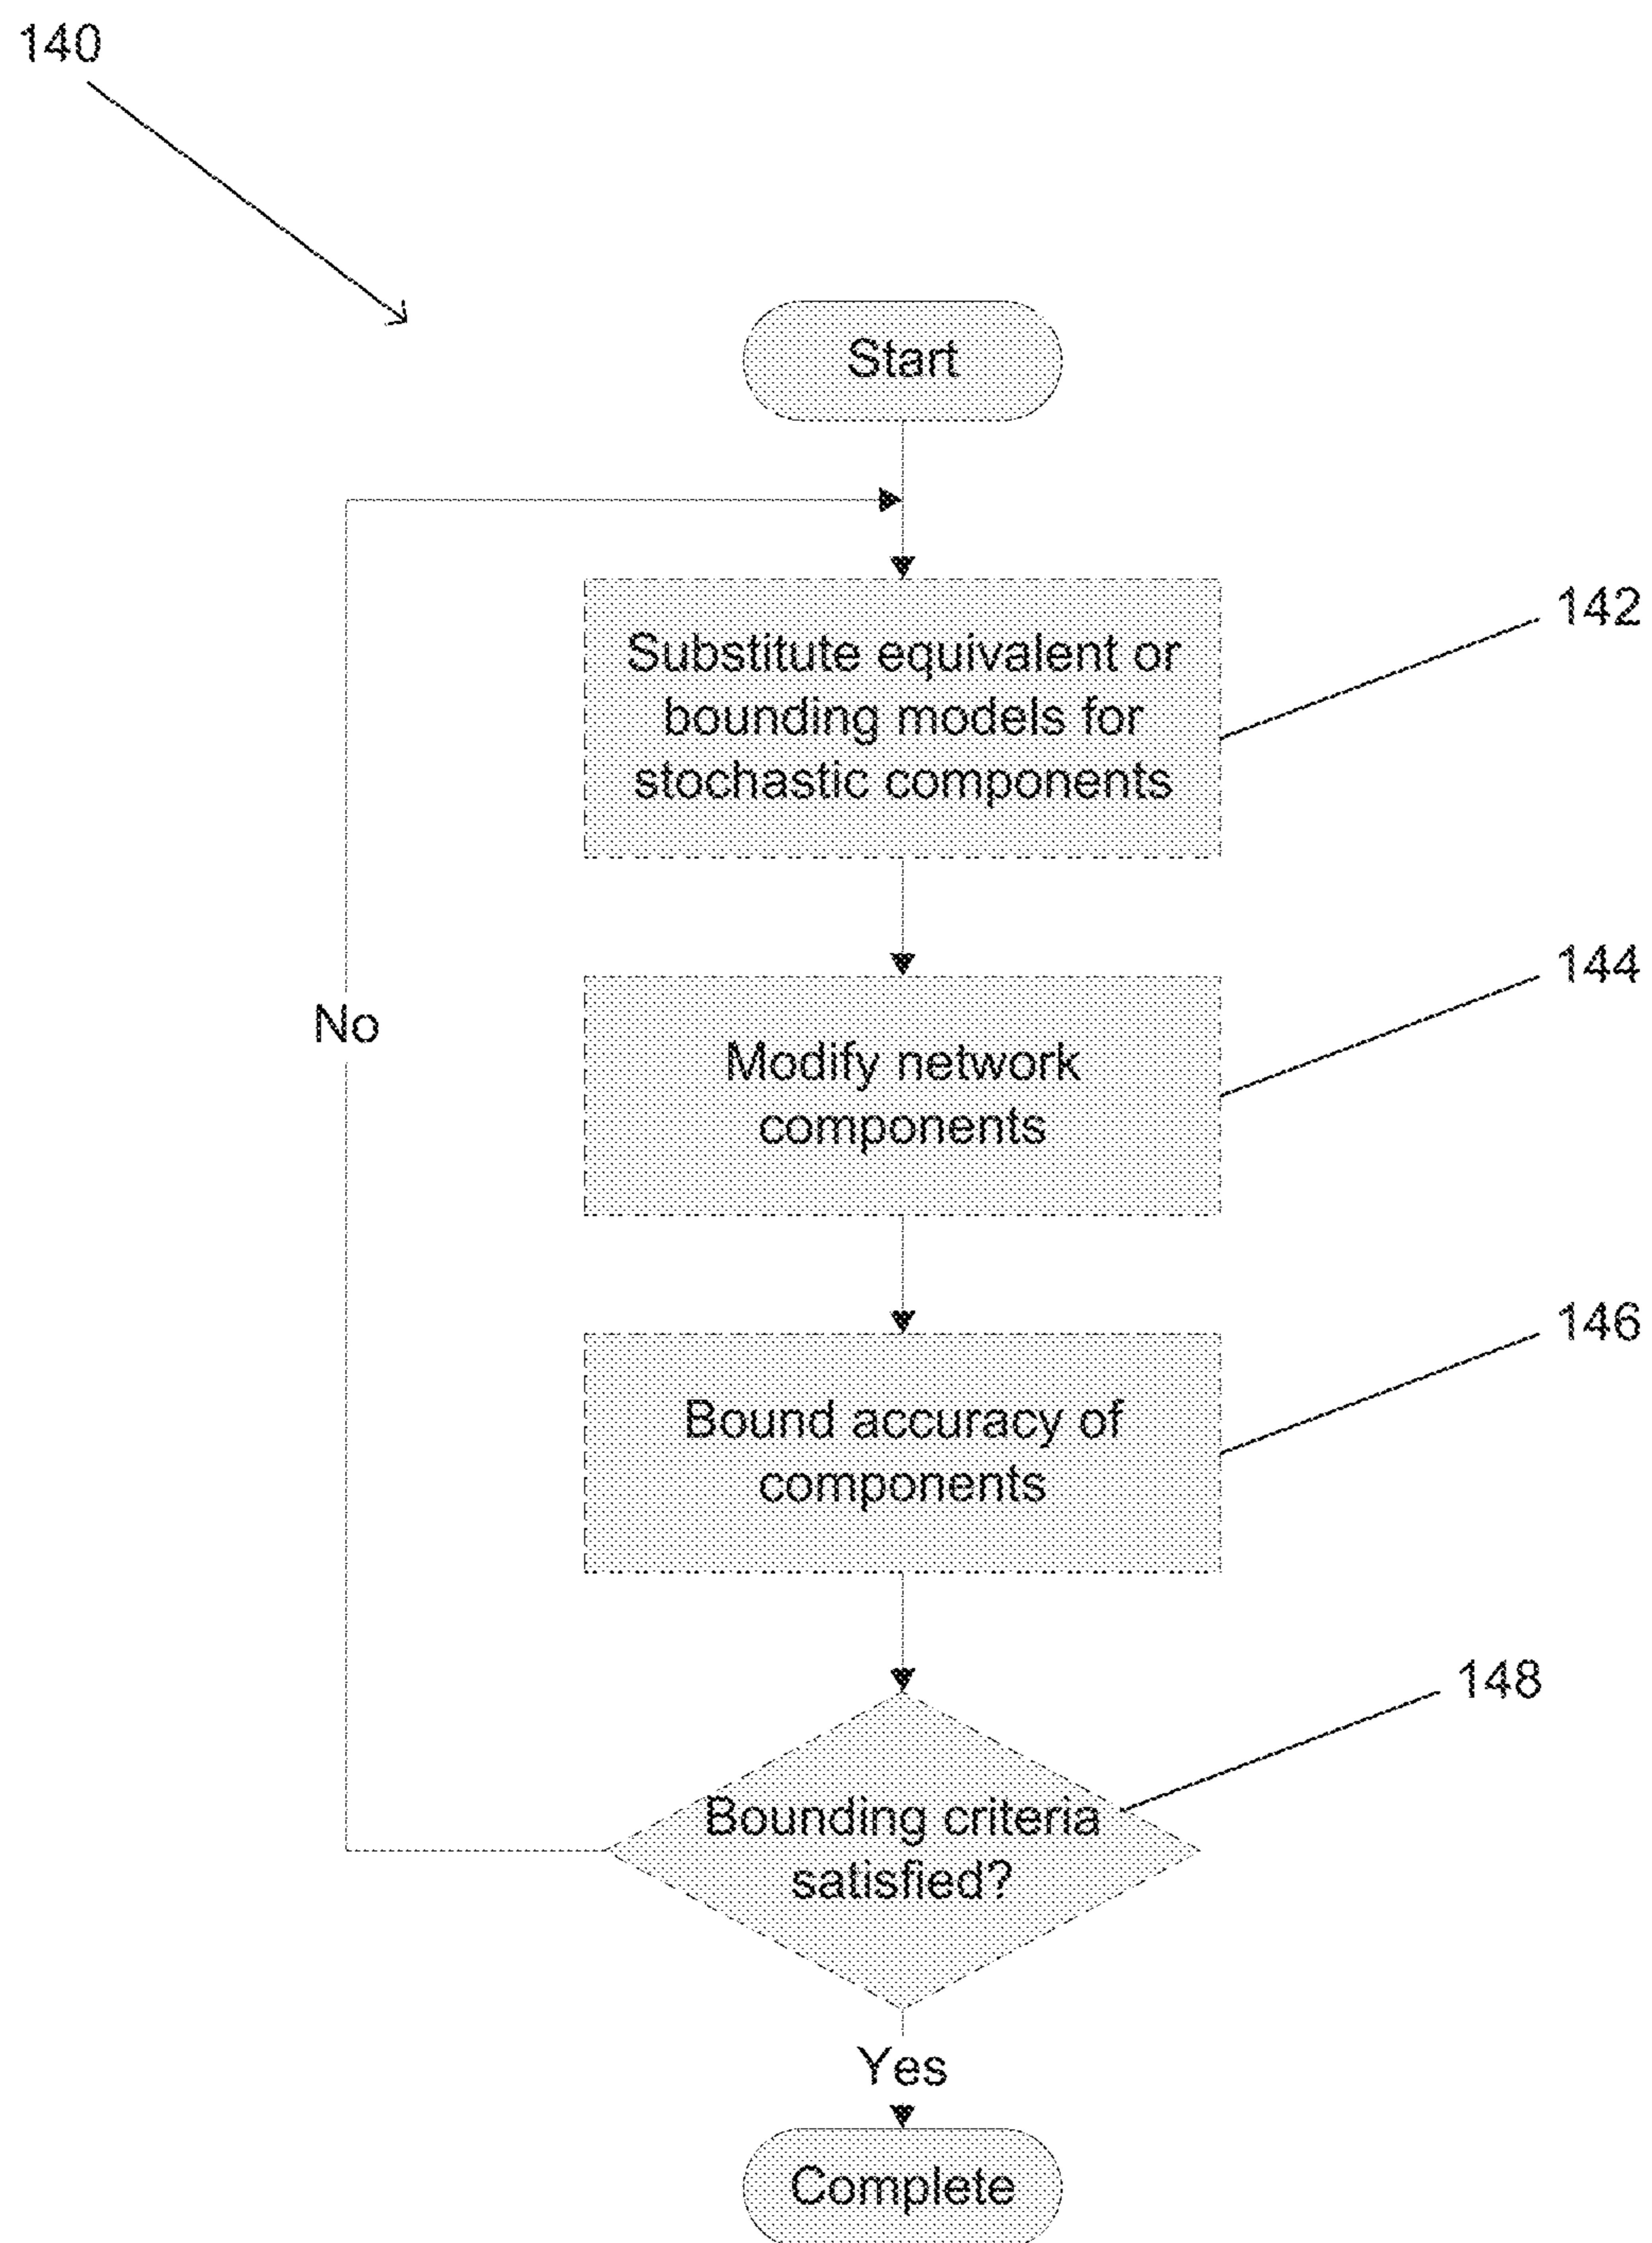 140
Start
142
Substitute equivalent or
bounding models for
stochastic components
144
Modify network
components
No
146
Bound accuracy of
components
148
Bounding criteria
satisfied?
Yes
Complete